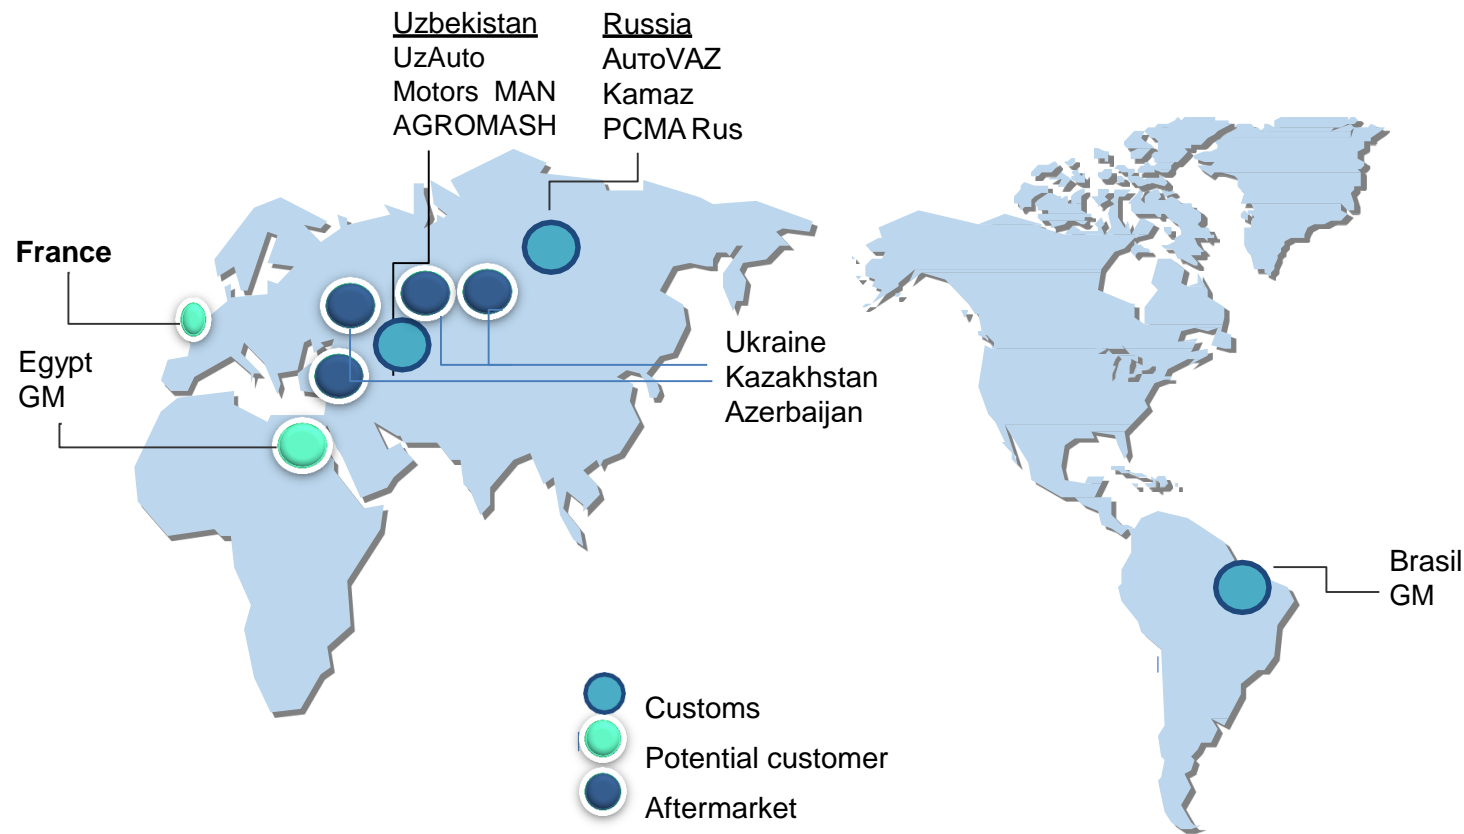 Uzbekistan
UzAuto
Motors MAN
AGROMASH
Russia
AuтoVAZ
Kamaz
PCMA Rus
France
Egypt
GM
Ukraine
Kazakhstan
Azerbaijan
Brasil
GM
Customs
Potential customer
Aftermarket